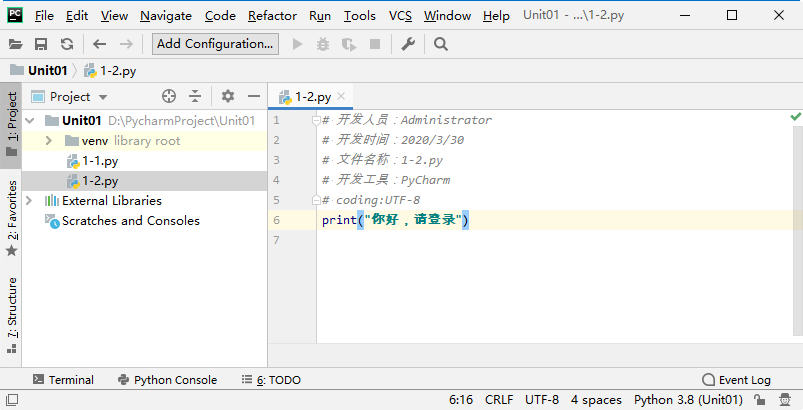 PC File Edit View Navigate Code Refactor Run Tools VCS Window Help Unit01 - ...\1-2.py
Add Configuration...
Unit01 1-2.py
1: Project
2: Favorites
7: Structure
Project
Unit01 D:\PycharmProject\Unit01
venv library root
1-1.py
1-2.py
External Libraries
Scratches and Consoles
1-2.py
1 # 开发人员：Administrator
2 # 开发时间：2020/3/30
3 # 文件名称：1-2.py
4 # 开发工具：PyCharm
5 # coding:UTF-8
6 print("你好，请登录")
7
Terminal Python Console 6: TODO Event Log
6:16 CRLF UTF-8 4 spaces Python 3.8 (Unit01)